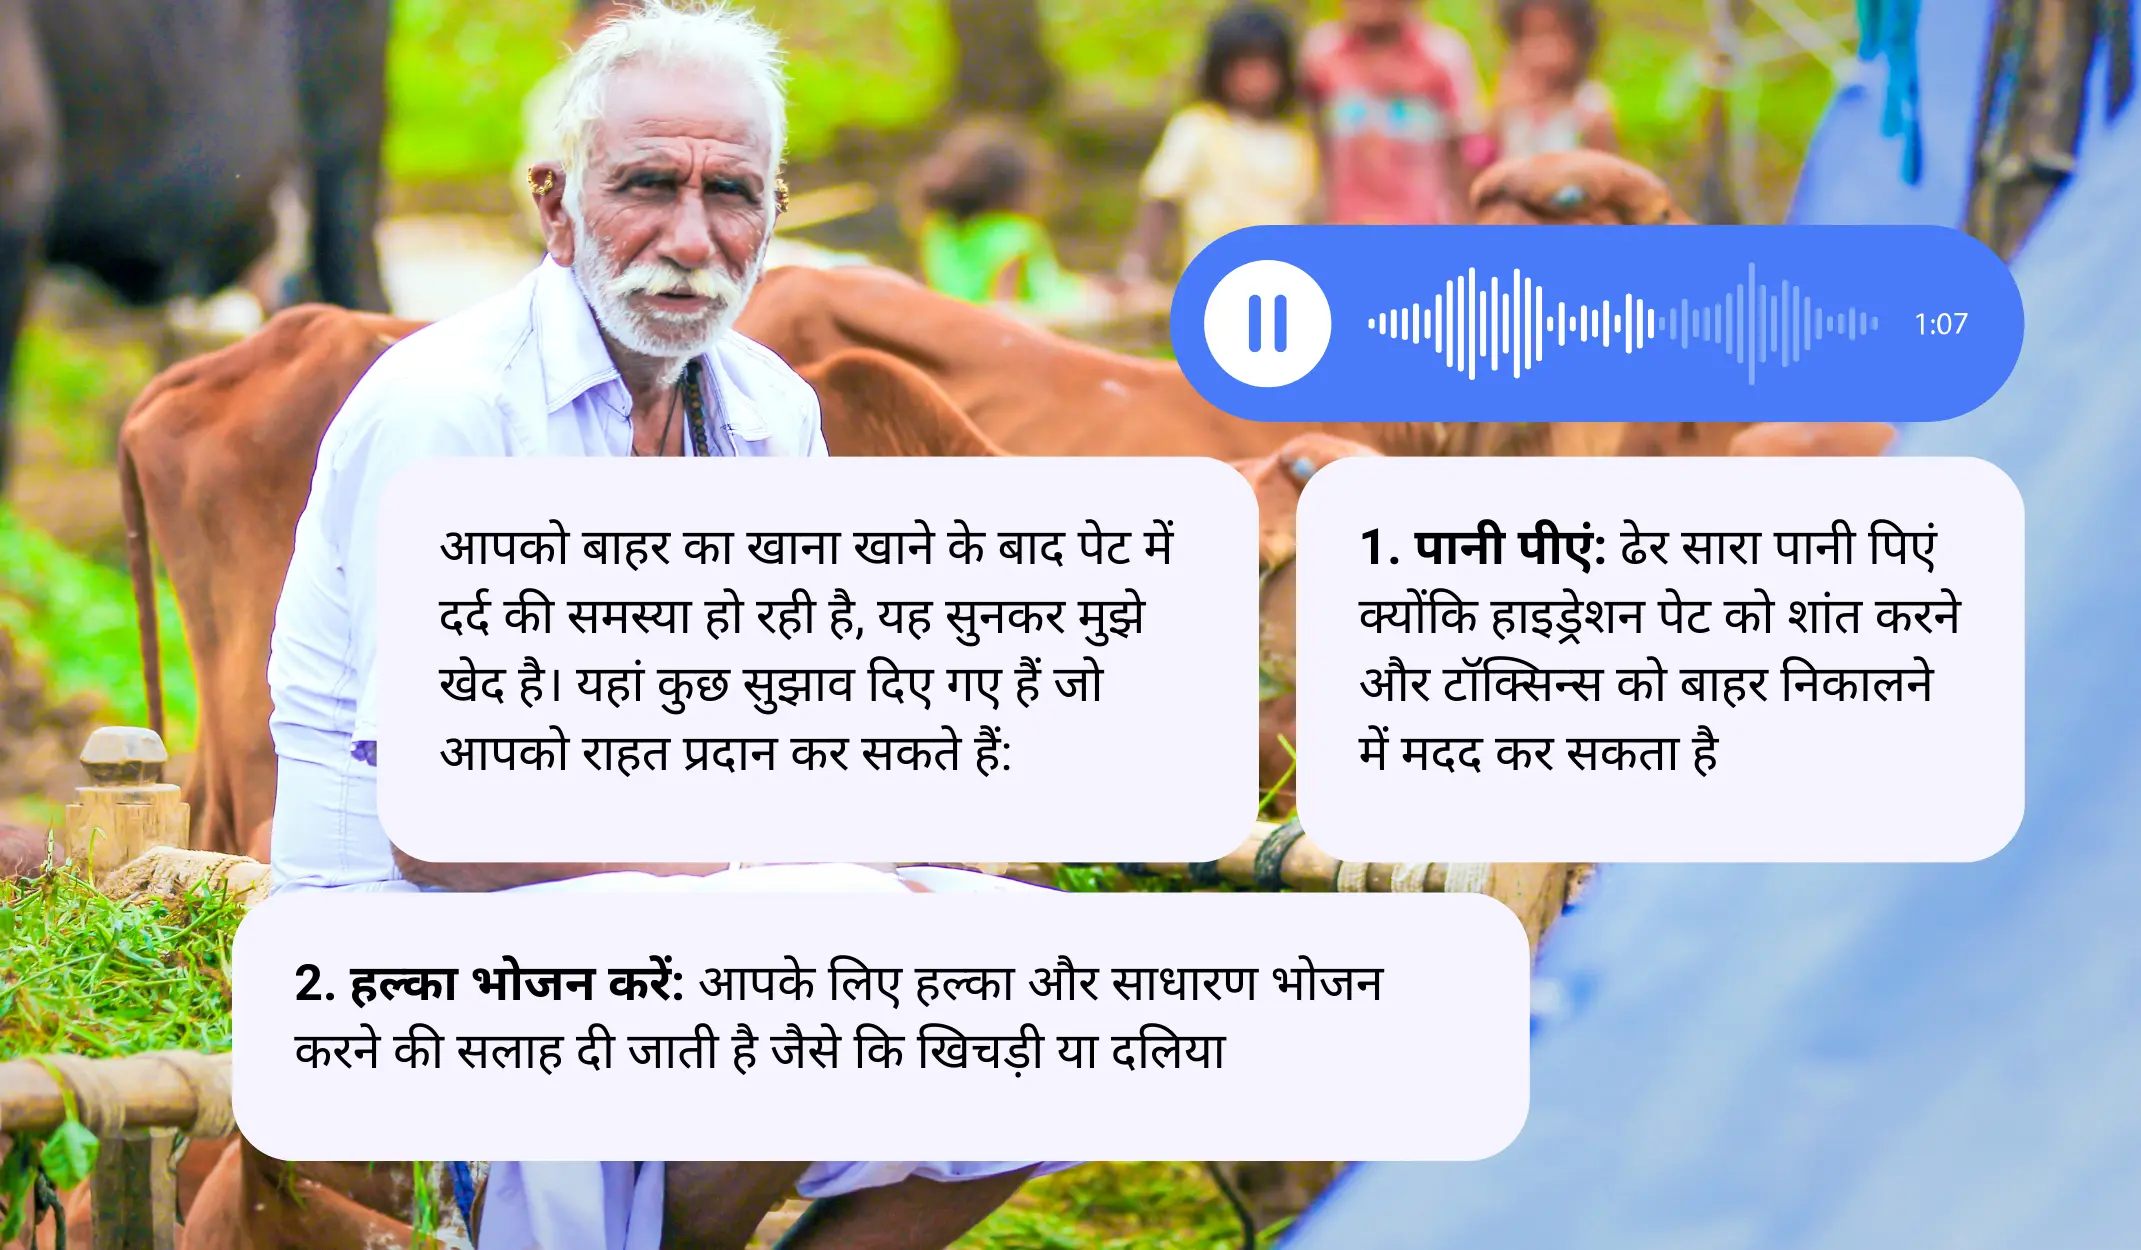 1:07
आपको बाहर का खाना खाने के बाद पेट में
दर्द की समस्या हो रही है, यह सुनकर मुझे
खेद है। यहां कुछ सुझाव दिए गए हैं जो
आपको राहत प्रदान कर सकते हैं:
1. पानी पीएं: ढेर सारा पानी पिएं
क्योंकि हाइड्रेशन पेट को शांत करने
और टॉक्सिन्स को बाहर निकालने
में मदद कर सकता है
2. हल्का भोजन करें: आपके लिए हल्का और साधारण भोजन
करने की सलाह दी जाती है जैसे कि खिचड़ी या दलिया